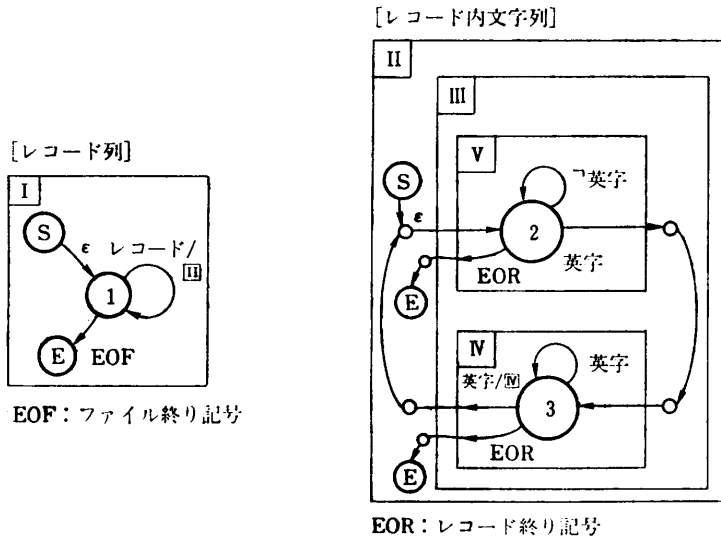 [レコード列]
I
S
ε
レコード/
II
1
E
EOF
EOF：ファイル終り記号
[レコード内文字列]
II
III
V
S
ε
¬英字
2
英字
EOR
E
IV
英字
英字/IV
3
EOR
E
EOR：レコード終り記号